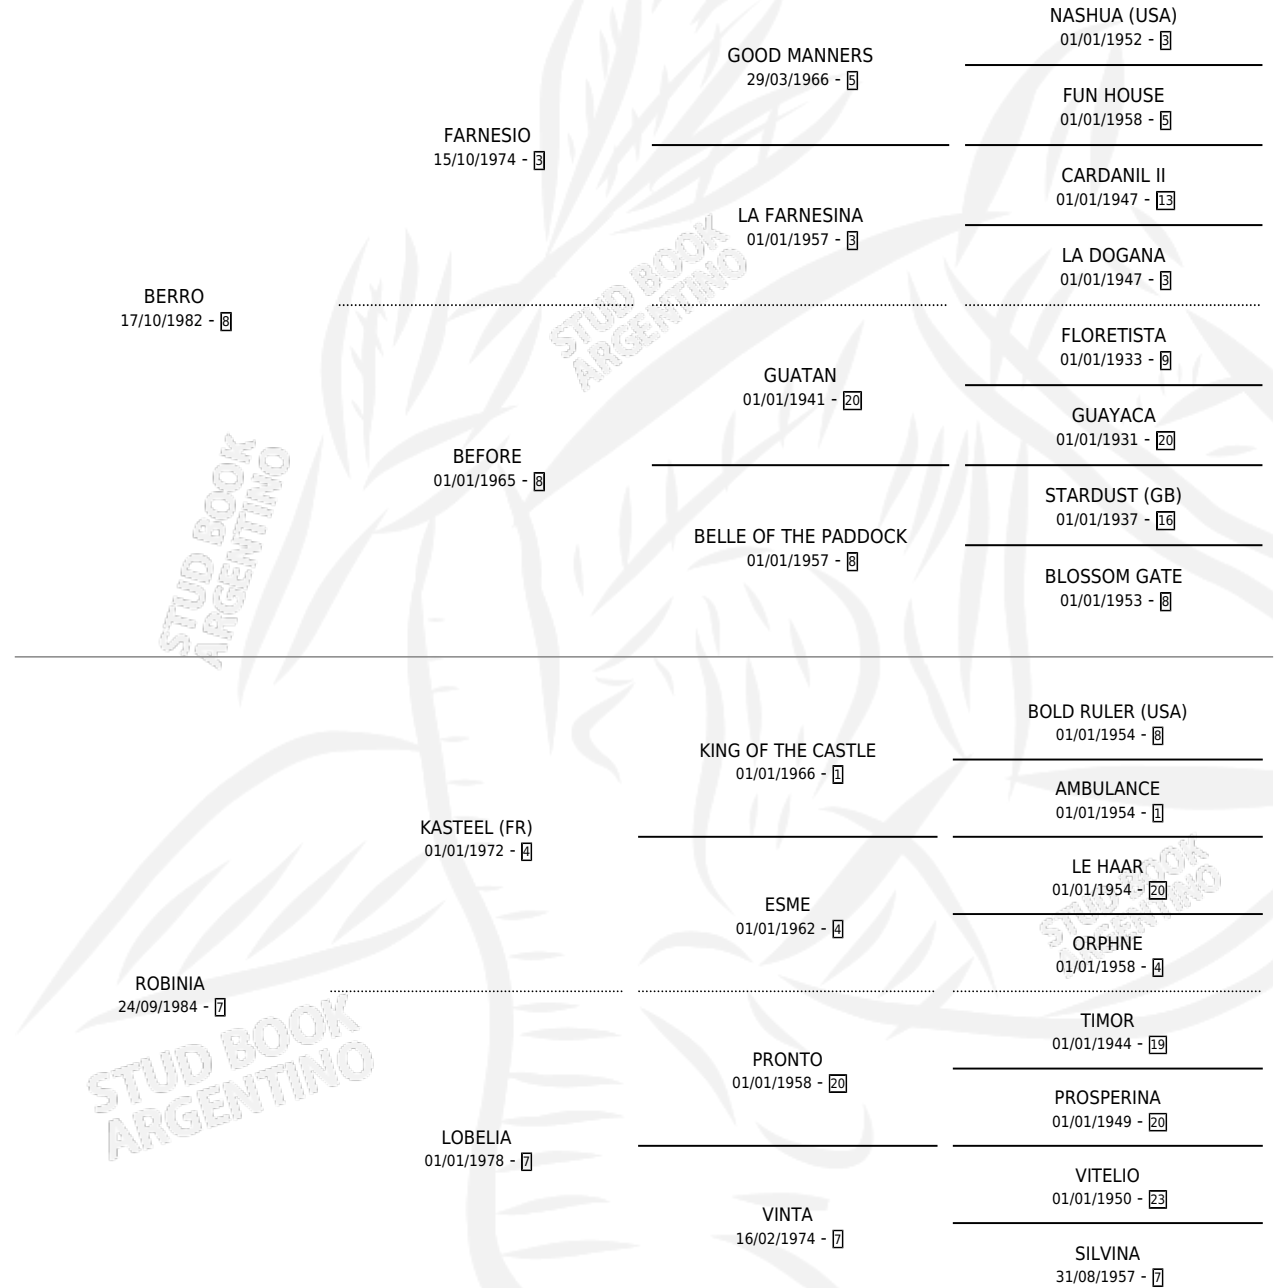 NASHUA (USA)
01/01/1952 - 3
GOOD MANNERS
29/03/1966 - 5
FUN HOUSE
01/01/1958 - 5
FARNESIO
15/10/1974 - 3
CARDANIL II
01/01/1947 - 13
LA FARNESINA
01/01/1957 - 3
LA DOGANA
01/01/1947 - 3
BERRO
17/10/1982 - 8
FLORETISTA
01/01/1933 - 9
GUATAN
01/01/1941 - 20
GUAYACA
01/01/1931 - 20
BEFORE
01/01/1965 - 8
STARDUST (GB)
01/01/1937 - 16
BELLE OF THE PADDOCK
01/01/1957 - 8
BLOSSOM GATE
01/01/1953 - 8
BOLD RULER (USA)
01/01/1954 - 8
KING OF THE CASTLE
01/01/1966 - 1
AMBULANCE
01/01/1954 - 1
KASTEEL (FR)
01/01/1972 - 4
LE HAAR
01/01/1954 - 20
ESME
01/01/1962 - 4
ORPHNE
01/01/1958 - 4
ROBINIA
24/09/1984 - 7
TIMOR
01/01/1944 - 19
PRONTO
01/01/1958 - 20
PROSPERINA
01/01/1949 - 20
LOBELIA
01/01/1978 - 7
VITELIO
01/01/1950 - 23
VINTA
16/02/1974 - 7
SILVINA
31/08/1957 - 7
STUD BOOK
ARGENTINO
STUD BOOK
ARGENTINO
STUD BOOK
ARGENTINO
STUD BOOK
ARGENTINO